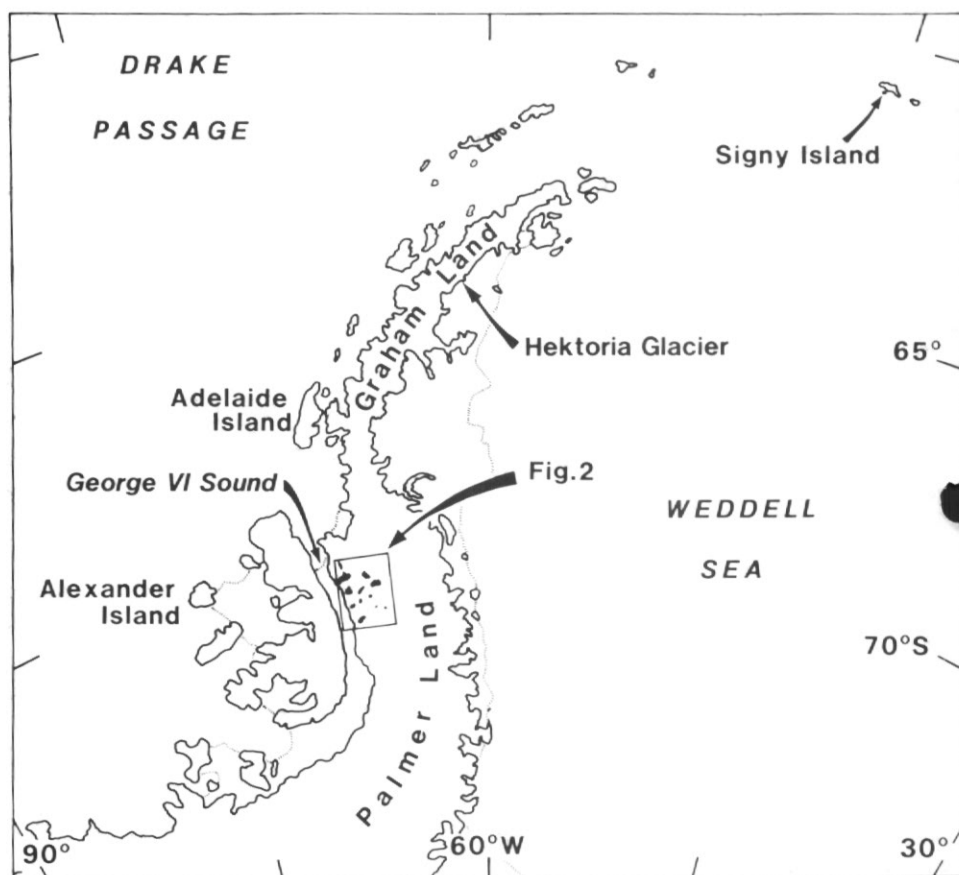 DRAKE
PASSAGE
Signy Island
Graham Land
Hektoria Glacier
65°
Adelaide
Island
George VI Sound
Fig.2
WEDDELL
SEA
Alexander
Island
70°S
Palmer Land
90°
60°W
30°